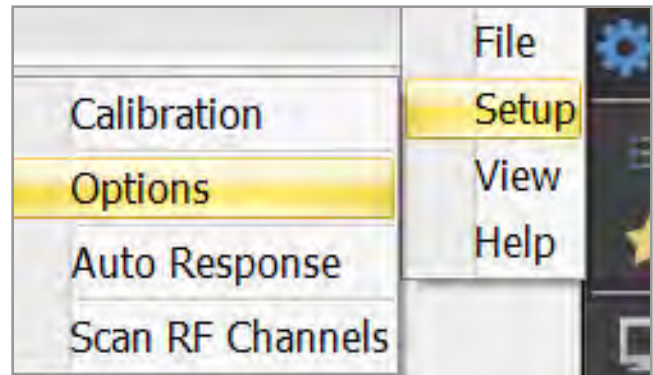 File
Setup
View
Help
Calibration
Options
Auto Response
Scan RF Channels